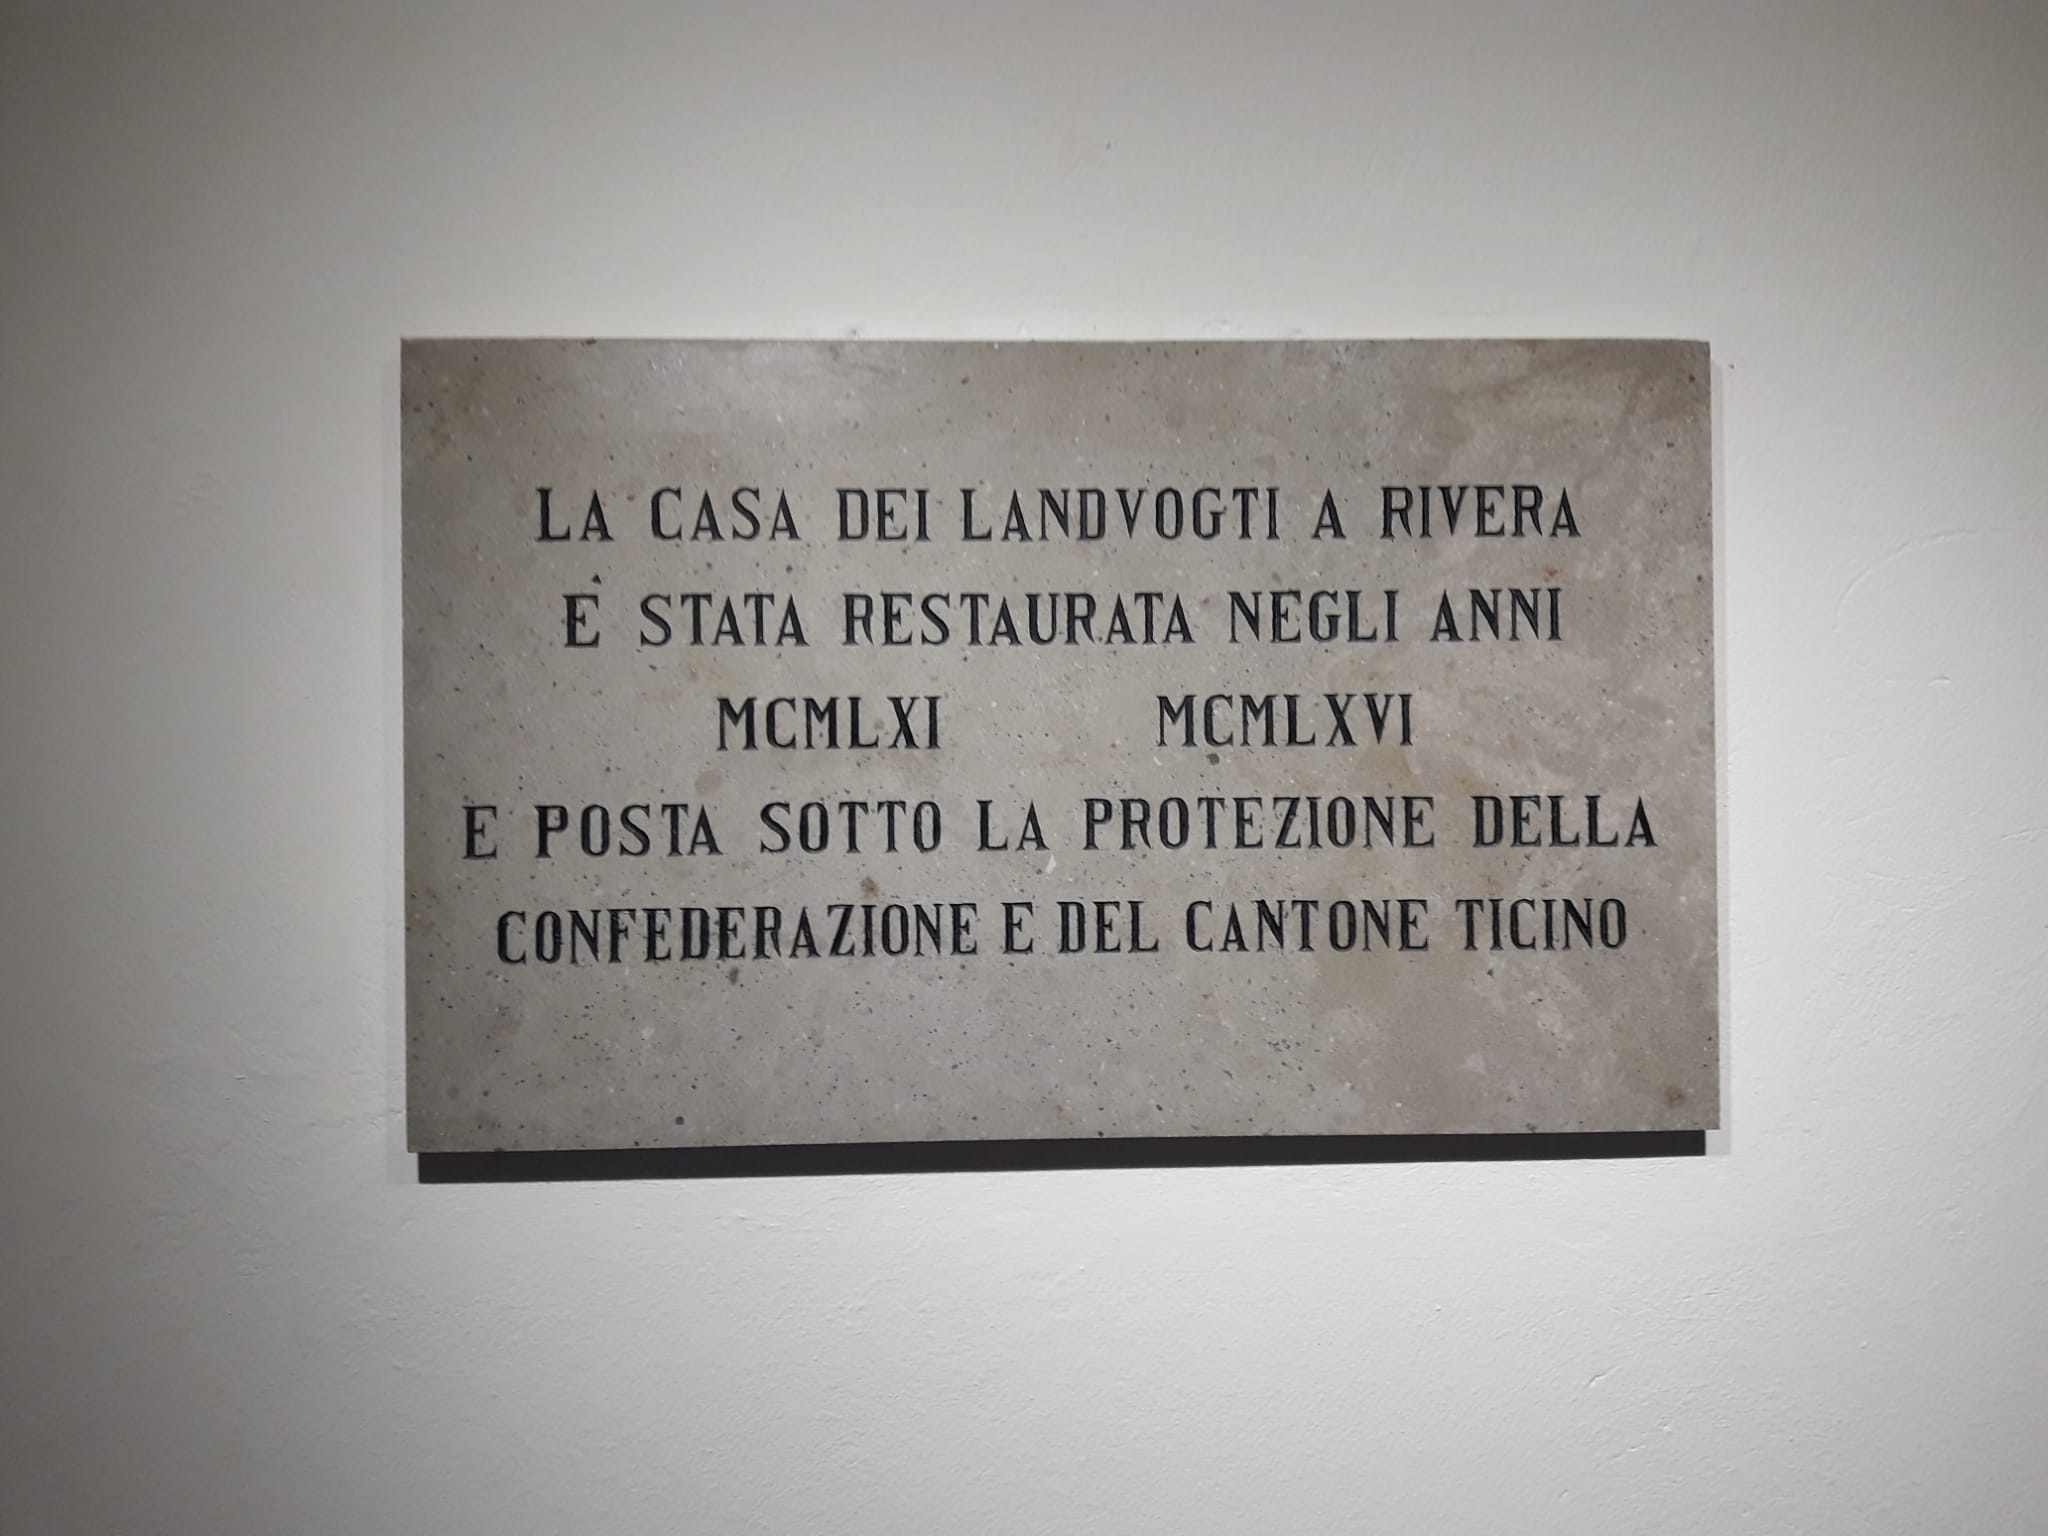 LA CASA DEI LANDVOGTI A RIVERA
È STATA RESTAURATA NEGLI ANNI
MCMLXI MCMLXVI
E POSTA SOTTO LA PROTEZIONE DELLA
CONFEDERAZIONE E DEL CANTONE TICINO